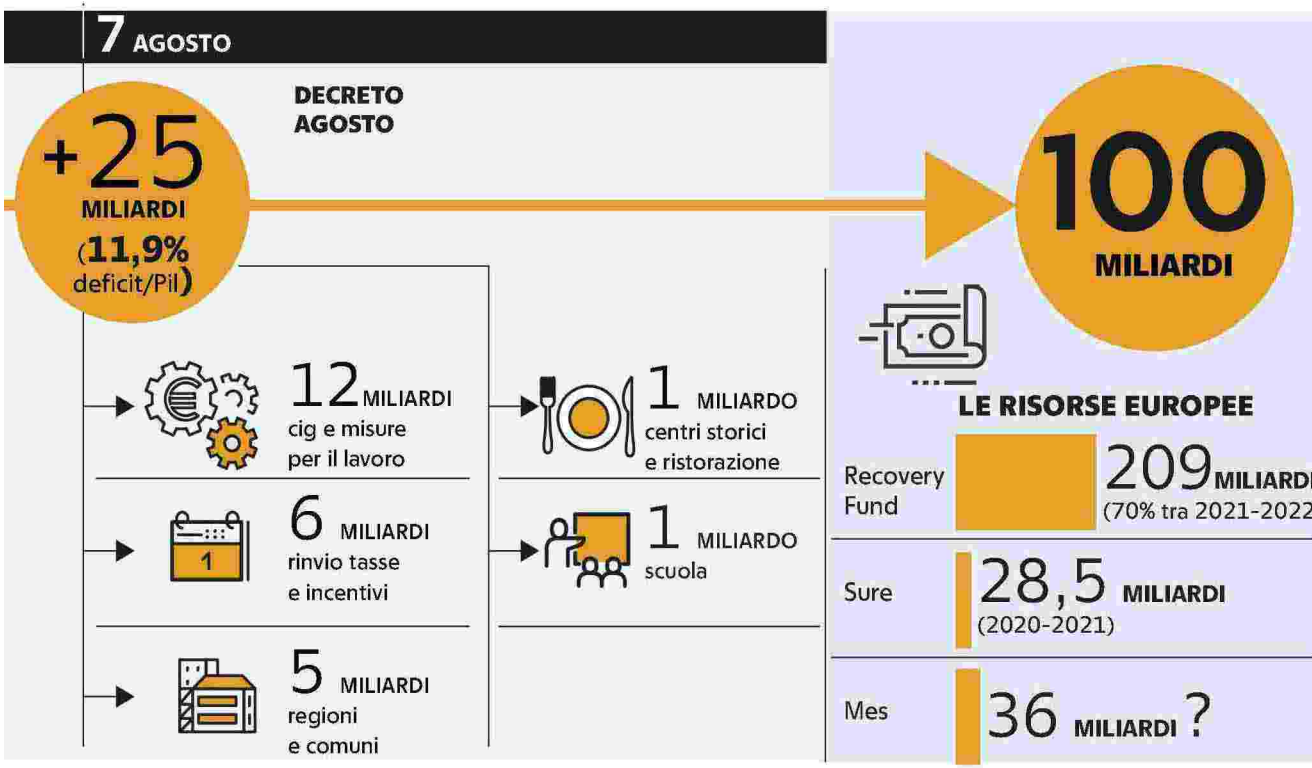 7 AGOSTO
+25
MILIARDI
(11,9%
deficit/Pil)
DECRETO
AGOSTO
12 MILIARDI
cig e misure
per il lavoro
1
6 MILIARDI
rinvio tasse
e incentivi
5 MILIARDI
regioni
e comuni
1 MILIARDO
centri storici
e ristorazione
1 MILIARDO
scuola
100
MILIARDI
LE RISORSE EUROPEE
Recovery
Fund
209 MILIARDI
(70% tra 2021-2022
Sure
28,5 MILIARDI
(2020-2021)
Mes
36 MILIARDI ?